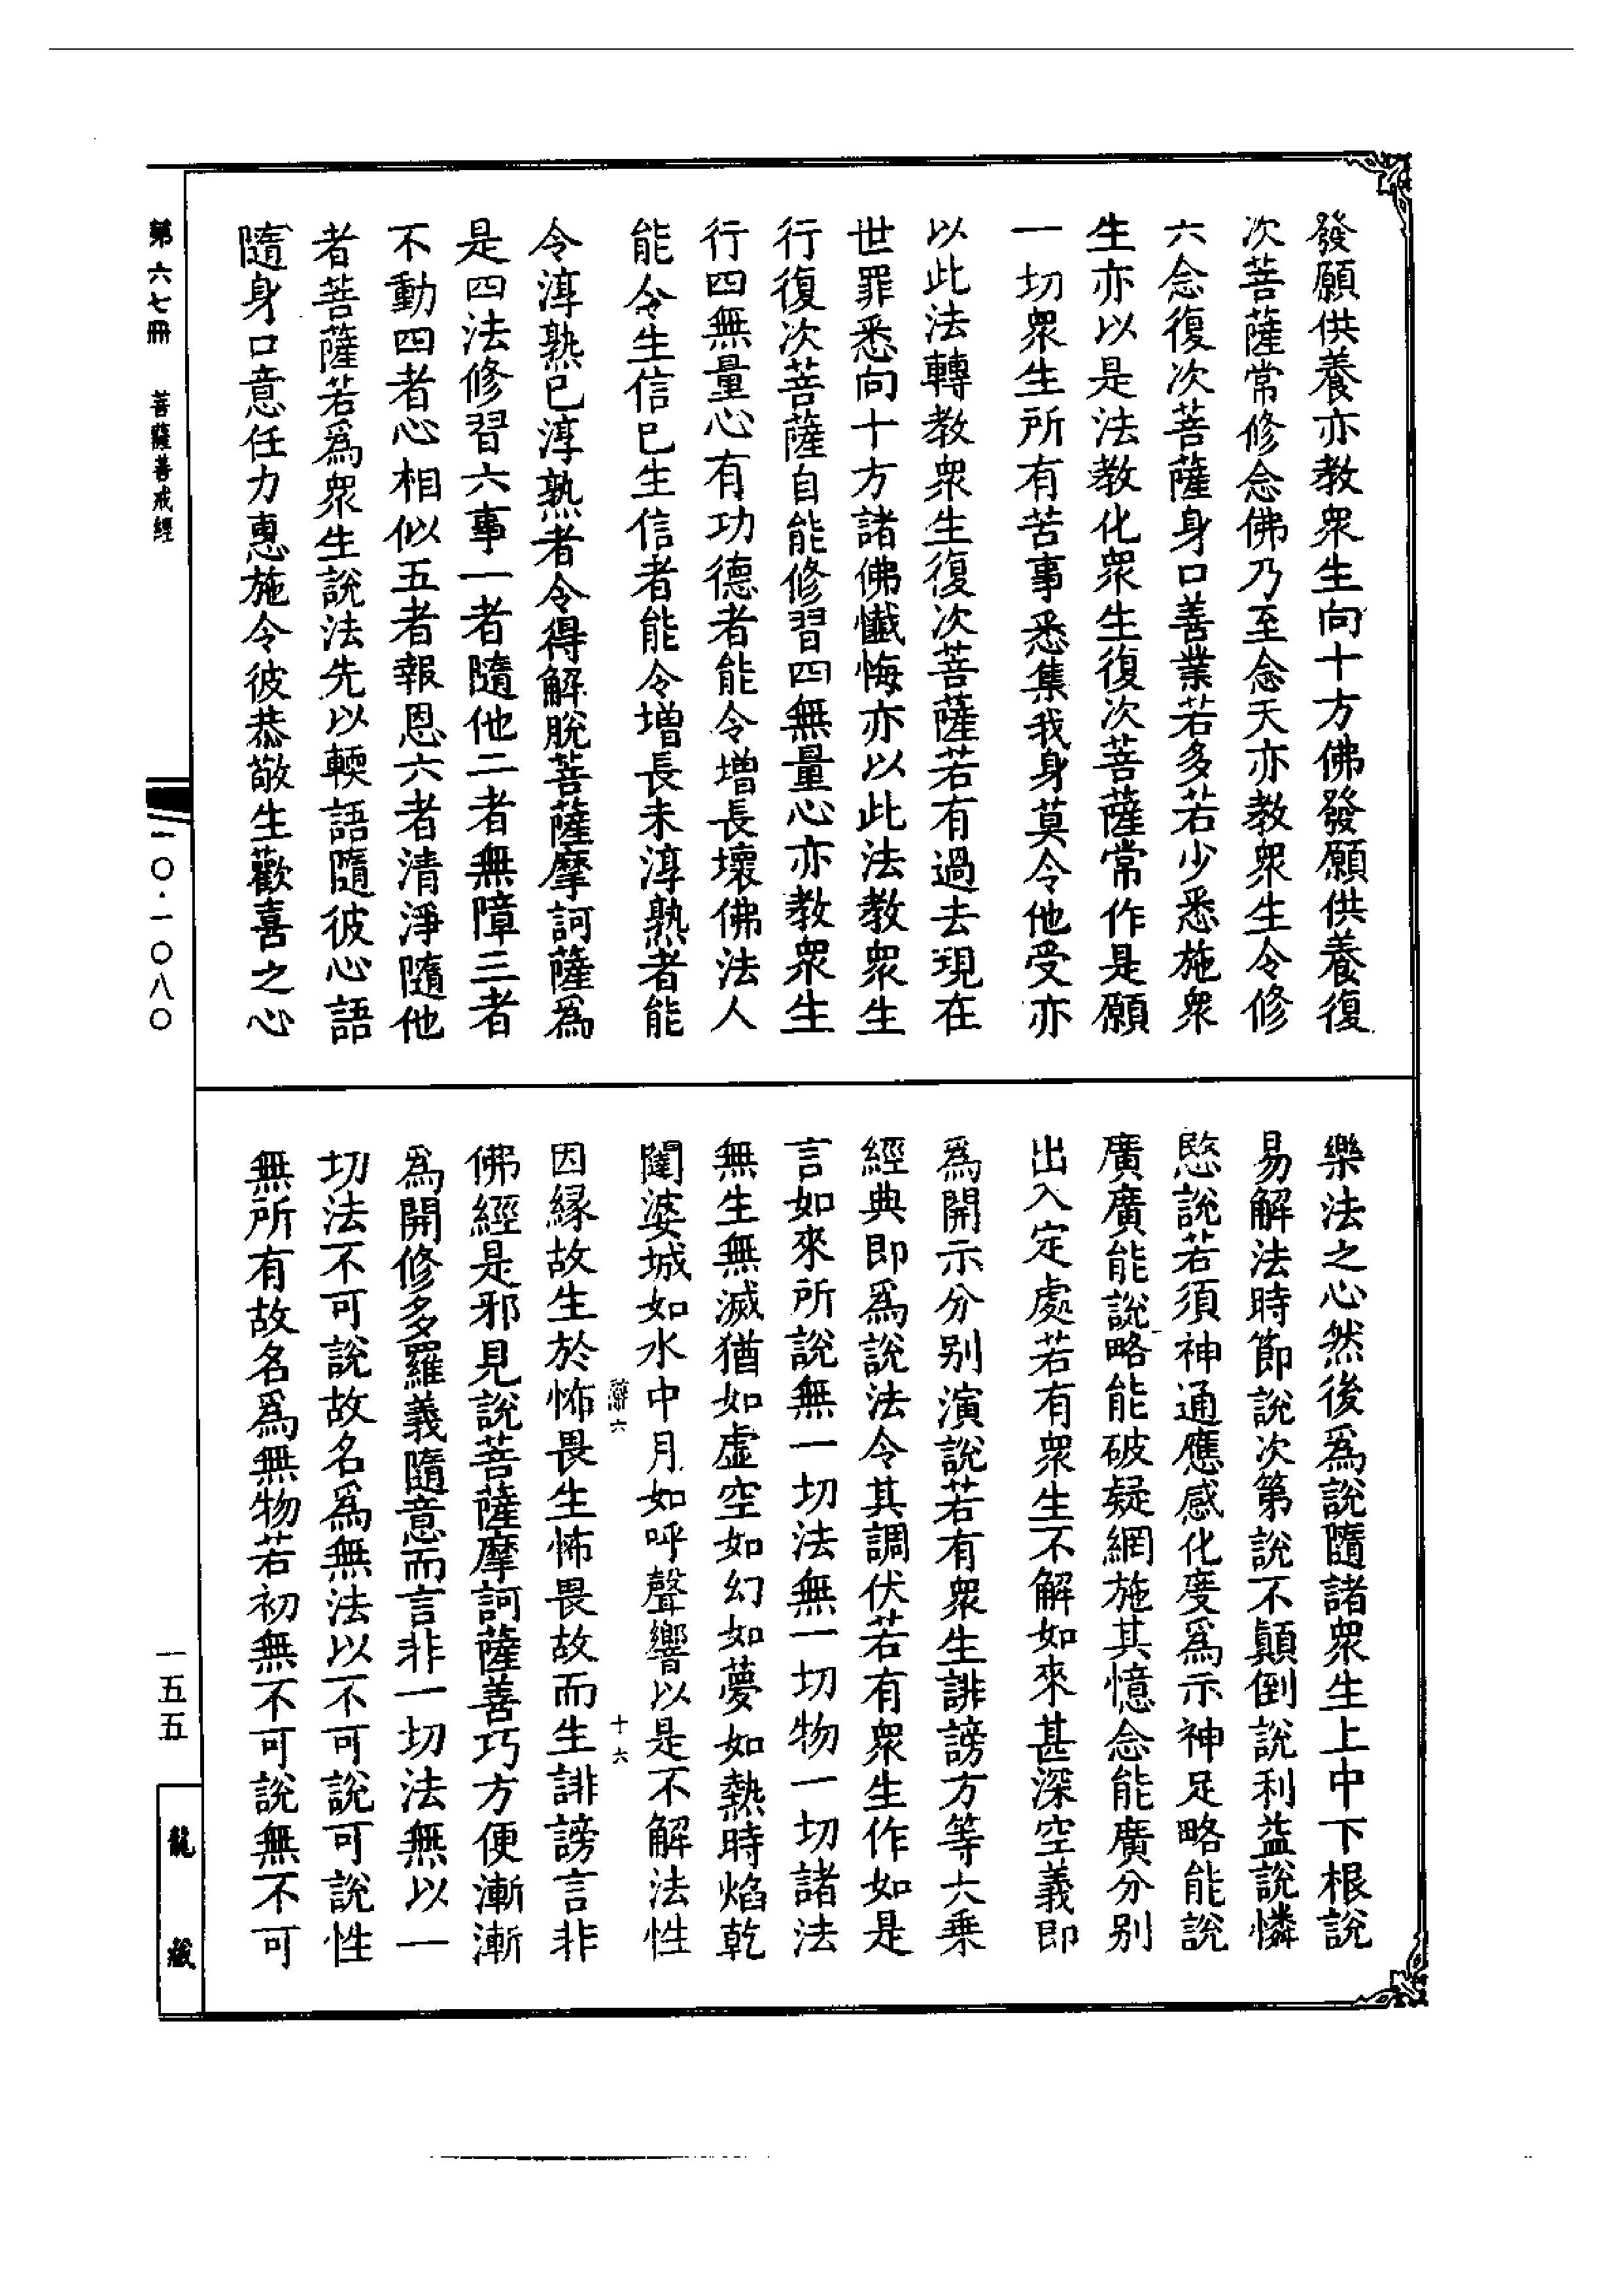 發願供養亦教衆生向十方佛發願供養復
次菩薩常修念佛乃至念天亦教衆生令修
六念復次菩薩身口善業若多若少悉施衆
生亦以是法教化衆生復次菩薩常作是願
一切衆生所有苦事悉集我身莫令他受亦
以此法轉教衆生復次菩薩若有過去現在
世罪悉向十方諸佛懺悔亦以此法教衆生
行復次菩薩自能修習四無量心亦教衆生
行四無量心有功德者能令增長壞佛法人
能令生信已生信者能令增長未淳熟者能
令淳熟已淳熟者令得解脫菩薩摩訶薩為
是四法修習六事一者隨他二者無障三者
不動四者心相似五者報恩六者清淨隨他
者菩薩若為衆生說法先以輭語隨彼心語
隨身口意任力惠施令彼恭敬生歡喜之心
樂法之心然後為說隨諸衆生上中下根說
易解法時節說次第說不顛倒說利益說憐
愍說若須神通應感化度為示神足略能說
廣廣能說略能破疑網施其憶念能廣分別
出入定處若有衆生不解如來甚深空義即
為開示分別演說若有衆生誹謗方等大乗
經典即為說法令其調伏若有衆生作如是
言如來所說無一切法無一切物一切諸法
無生無滅猶如虛空如幻如夢如熱時焰乾
闥婆城如水中月如呼聲響以是不解法性
六 十六
因緣故生於怖畏生怖畏故而生誹謗言非
佛經是邪見說菩薩摩訶薩善巧方便漸漸
為開修多羅義隨意而言非一切法無以一
切法不可說故名為無法以不可說可說性
無所有故名為無物若初無不可說無不可
第六七冊 菩薩善戒經 一〇·一〇八〇 一五五 龍藏